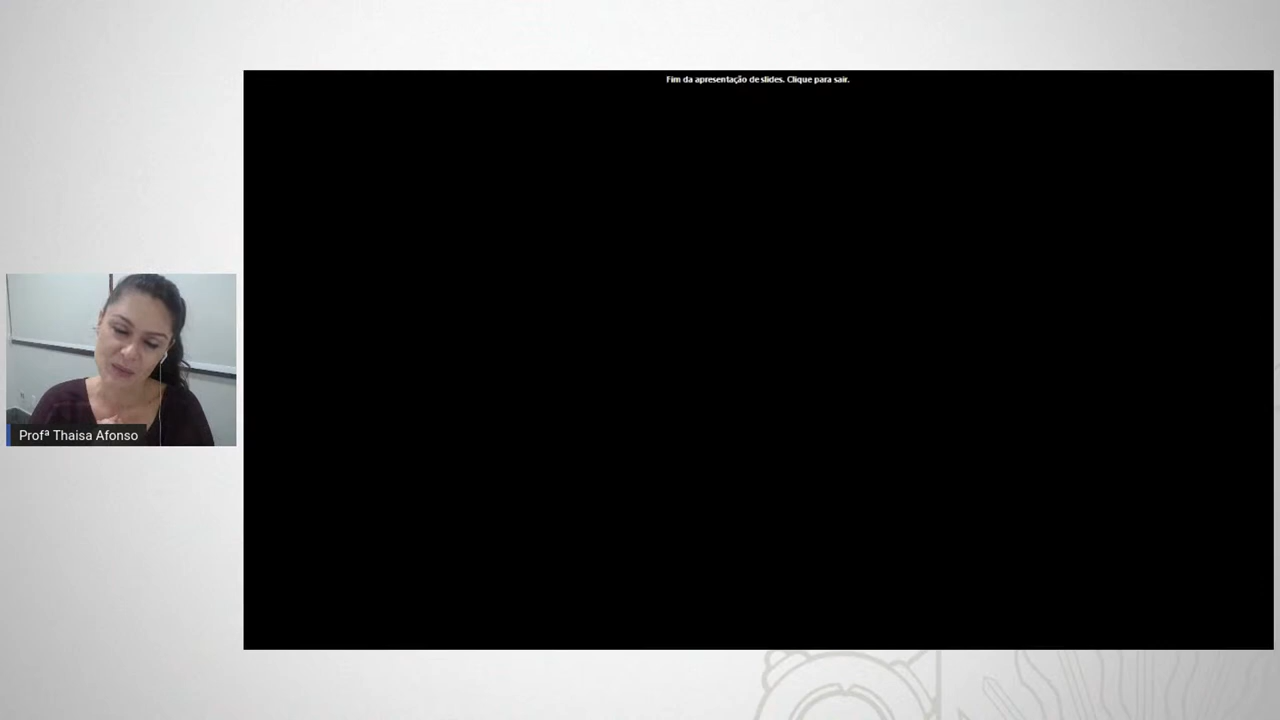 Fim da apresentação de slides. Clique para sair.
Profª Thaisa Afonso